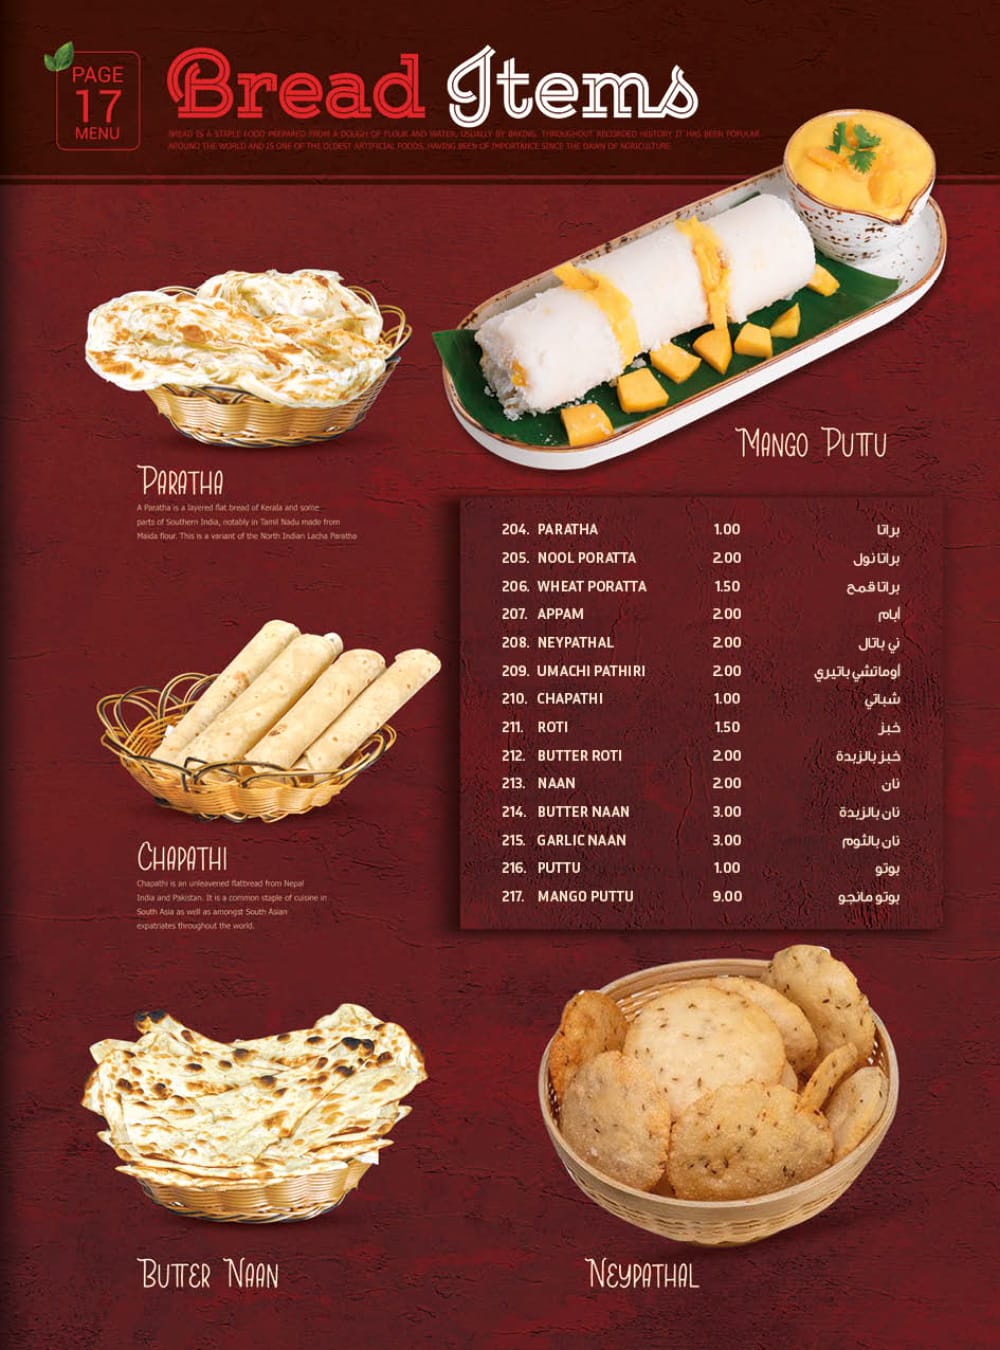 PAGE
17
MENU
Bread Items
BREAD IS A STAPLE FOOD PREPARED FROM A DOUGH OF FLOUR AND WATER, USUALLY BY BAKING. THROUGHOUT RECORDED HISTORY IT HAS BEEN POPULAR
AROUND THE WORLD AND IS ONE OF THE OLDEST ARTIFICIAL FOODS, HAVING BEEN OF IMPORTANCE SINCE THE DAWN OF AGRICULTURE.
MANGO PUTTU
PARATHA
A Paratha is a layered flat bread of Kerala and some
parts of Southern India, notably in Tamil Nadu made from
Maida flour. This is a variant of the North Indian Lacha Paratha
204. PARATHA 1.00 براتا
205. NOOL PORATTA 2.00 براتا نول
206. WHEAT PORATTA 1.50 براتا قمح
207. APPAM 2.00 أبام
208. NEYPATHAL 2.00 ني باتال
209. UMACHI PATHIRI 2.00 أوماتشي باتيري
210. CHAPATHI 1.00 شباتي
211. ROTI 1.50 خبز
212. BUTTER ROTI 2.00 خبز بالزبدة
213. NAAN 2.00 نان
214. BUTTER NAAN 3.00 نان بالزبدة
215. GARLIC NAAN 3.00 نان بالثوم
216. PUTTU 1.00 بوتو
217. MANGO PUTTU 9.00 بوتو مانجو
CHAPATHI
Chapathi is an unleavened flatbread from Nepal
India and Pakistan. It is a common staple of cuisine in
South Asia as well as amongst South Asian
expatriates throughout the world.
BUTTER NAAN
NEYPATHAL